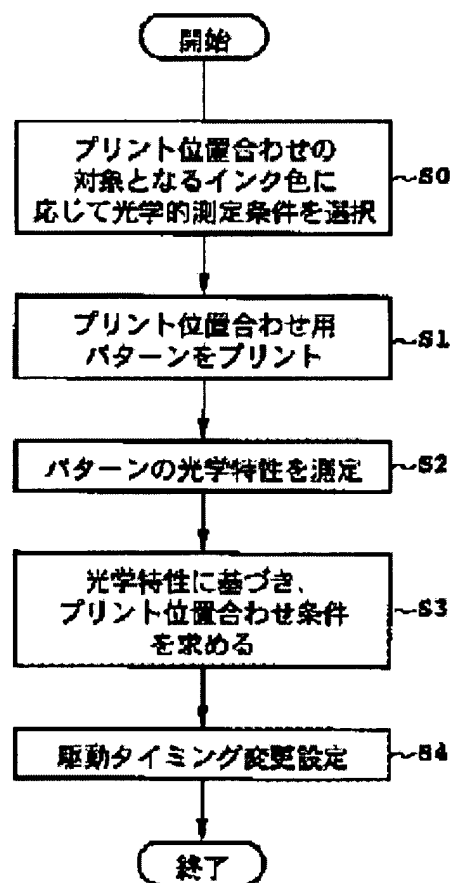 開始
プリント位置合わせの
対象となるインク色に
応じて光学的測定条件を選択
S0
プリント位置合わせ用
パターンをプリント
S1
パターンの光学特性を測定
S2
光学特性に基づき、
プリント位置合わせ条件
を求める
S3
駆動タイミング変更設定
S4
終了